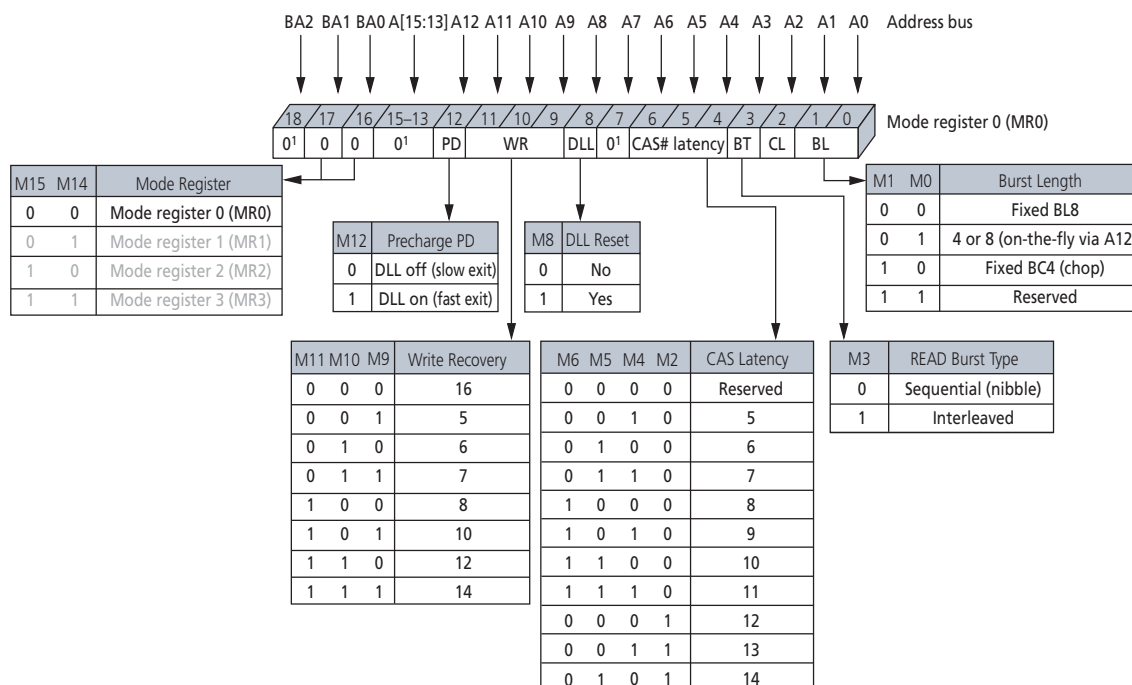 BA2 BA1 BA0 A[15:13] A12 A11 A10 A9 A8 A7 A6 A5 A4 A3 A2 A1 A0 Address bus
18 17 16 15–13 12 11 10 9 8 7 6 5 4 3 2 1 0
Mode register 0 (MR0)
0¹ 0 0 0¹ PD WR DLL 0¹ CAS# latency BT CL BL
M15 M14 Mode Register
0 0 Mode register 0 (MR0)
0 1 Mode register 1 (MR1)
1 0 Mode register 2 (MR2)
1 1 Mode register 3 (MR3)
M12 Precharge PD
0 DLL off (slow exit)
1 DLL on (fast exit)
M8 DLL Reset
0 No
1 Yes
M1 M0 Burst Length
0 0 Fixed BL8
0 1 4 or 8 (on-the-fly via A12
1 0 Fixed BC4 (chop)
1 1 Reserved
M11 M10 M9 Write Recovery
0 0 0 16
0 0 1 5
0 1 0 6
0 1 1 7
1 0 0 8
1 0 1 10
1 1 0 12
1 1 1 14
M6 M5 M4 M2 CAS Latency
0 0 0 0 Reserved
0 0 1 0 5
0 1 0 0 6
0 1 1 0 7
1 0 0 0 8
1 0 1 0 9
1 1 0 0 10
1 1 1 0 11
0 0 0 1 12
0 0 1 1 13
0 1 0 1 14
M3 READ Burst Type
0 Sequential (nibble)
1 Interleaved